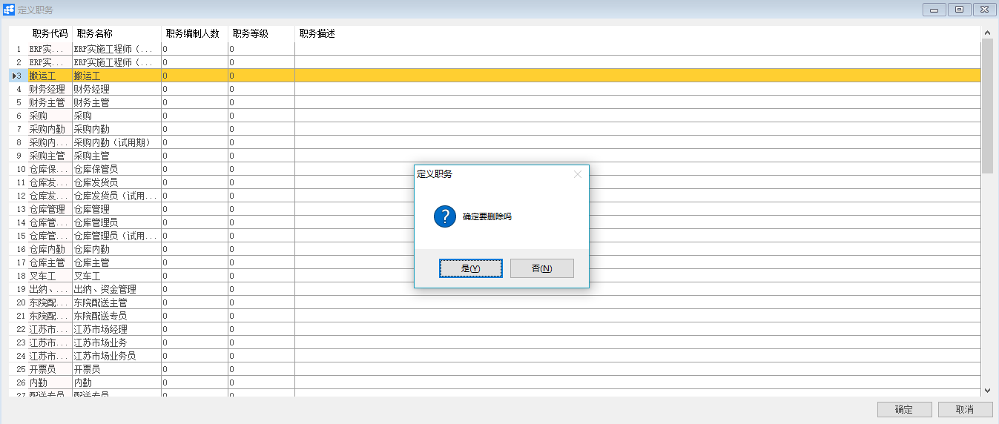 定义职务
职务代码 职务名称 职务编制人数 职务等级 职务描述
1 ERP实... ERP实施工程师（... 0 0
2 ERP实... ERP实施工程师（... 0 0
3 搬运工 搬运工 0 0
4 财务经理 财务经理 0 0
5 财务主管 财务主管 0 0
6 采购 采购 0 0
7 采购内勤 采购内勤 0 0
8 采购内... 采购内勤（试用期） 0 0
9 采购主管 采购主管 0 0
10 仓库保... 仓库保管员 0 0
11 仓库发... 仓库发货员 0 0
12 仓库发... 仓库发货员（试用... 0 0
13 仓库管理 仓库管理 0 0
14 仓库管... 仓库管理员 0 0
15 仓库管... 仓库管理员（试用... 0 0
16 仓库内勤 仓库内勤 0 0
17 仓库主管 仓库主管 0 0
18 叉车工 叉车工 0 0
19 出纳、... 出纳、资金管理 0 0
20 东院配... 东院配送主管 0 0
21 东院配... 东院配送专员 0 0
22 江苏市... 江苏市场经理 0 0
23 江苏市... 江苏市场业务 0 0
24 江苏市... 江苏市场业务员 0 0
25 开票员 开票员 0 0
26 内勤 内勤 0 0
27 配送专员 配送专员 0 0
定义职务
确定要删除吗
是(Y) 否(N)
确定 取消